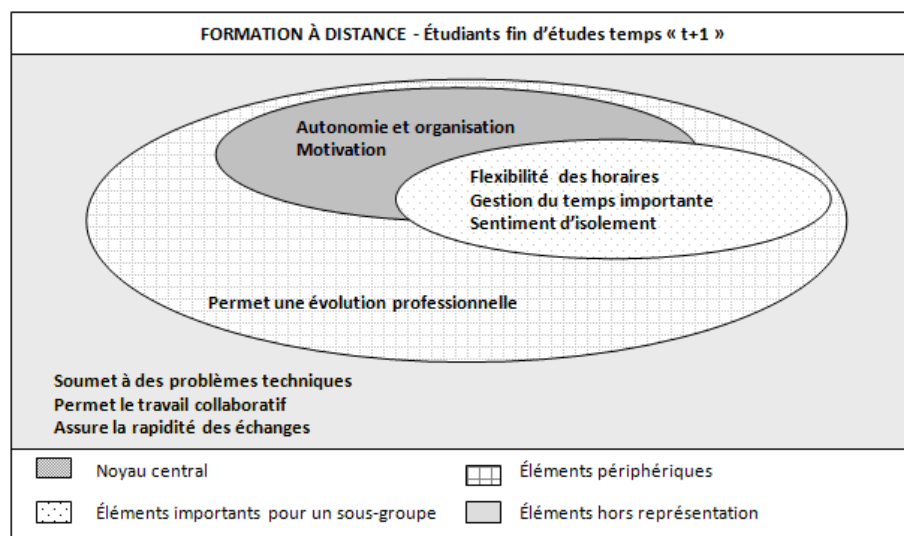 FORMATION À DISTANCE - Étudiants fin d'études temps « t+1 »
Autonomie et organisation
Motivation
Flexibilité des horaires
Gestion du temps importante
Sentiment d'isolement
Permet une évolution professionnelle
Soumet à des problèmes techniques
Permet le travail collaboratif
Assure la rapidité des échanges
Noyau central
Éléments périphériques
Éléments importants pour un sous-groupe
Éléments hors représentation